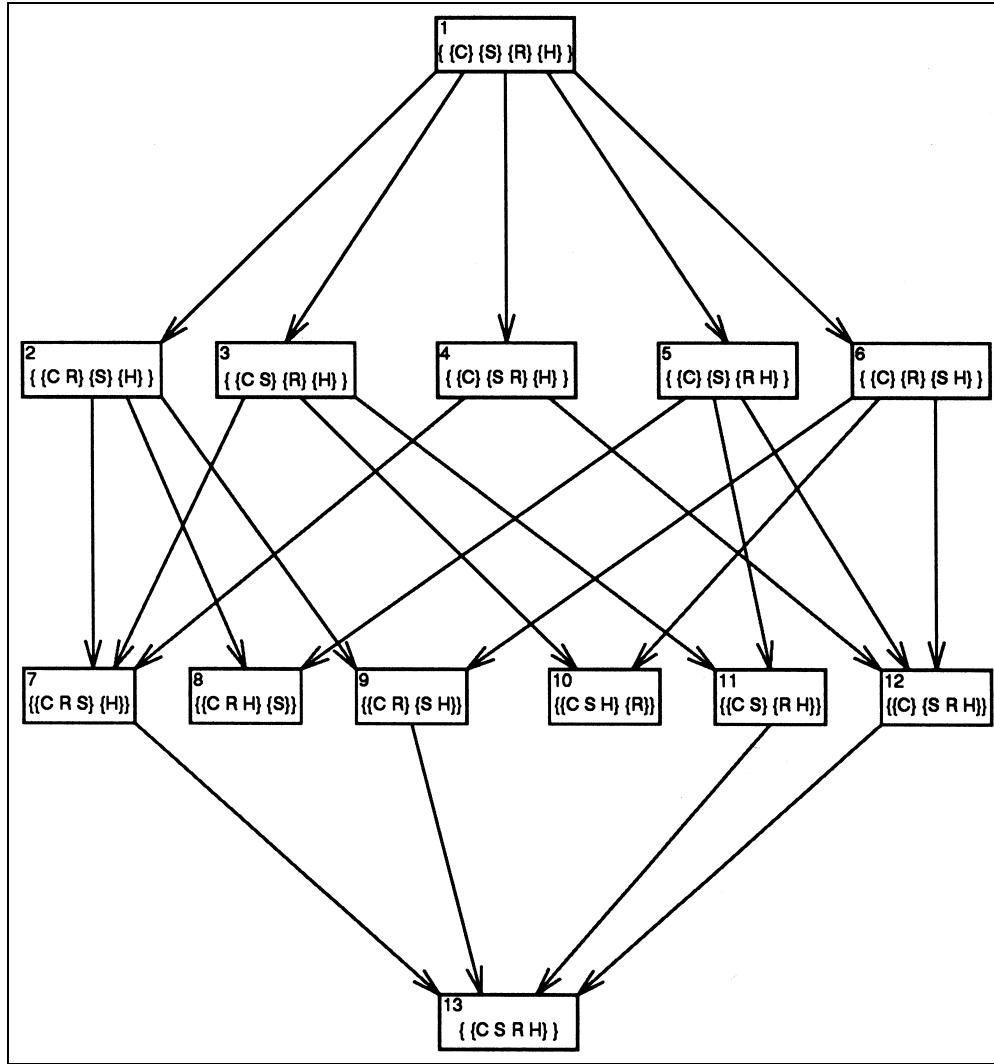 1
{ {C} {S} {R} {H} }
2
{ {C R} {S} {H} }
3
{ {C S} {R} {H} }
4
{ {C} {S R} {H} }
5
{ {C} {S} {R H} }
6
{ {C} {R} {S H} }
7
{{C R S} {H}}
8
{{C R H} {S}}
9
{{C R} {S H}}
10
{{C S H} {R}}
11
{{C S} {R H}}
12
{{C} {S R H}}
13
{ {C S R H} }